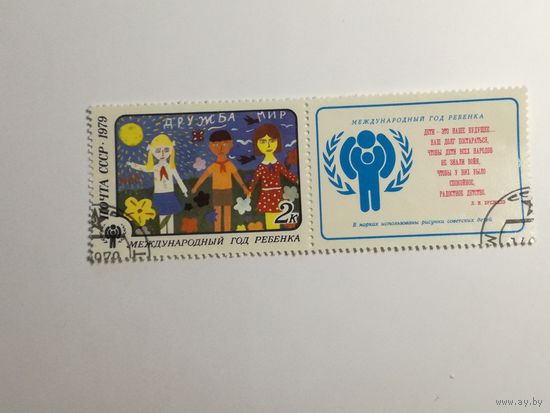 ПОЧТА СССР • 1979
ДРУЖБА МИР
2к
МЕЖДУНАРОДНЫЙ ГОД РЕБЕНКА
1979
МЕЖДУНАРОДНЫЙ ГОД РЕБЕНКА
ДЕТИ - ЭТО НАШЕ БУДУЩЕЕ...
НАШ ДОЛГ ПОСТАРАТЬСЯ,
ЧТОБЫ ДЕТИ ВСЕХ НАРОДОВ
НЕ ЗНАЛИ ВОЙН,
ЧТОБЫ У НИХ БЫЛО
СПОКОЙНОЕ,
РАДОСТНОЕ ДЕТСТВО.
Л. И. БРЕЖНЕВ
В марках использованы рисунки советских детей
www.ay.by